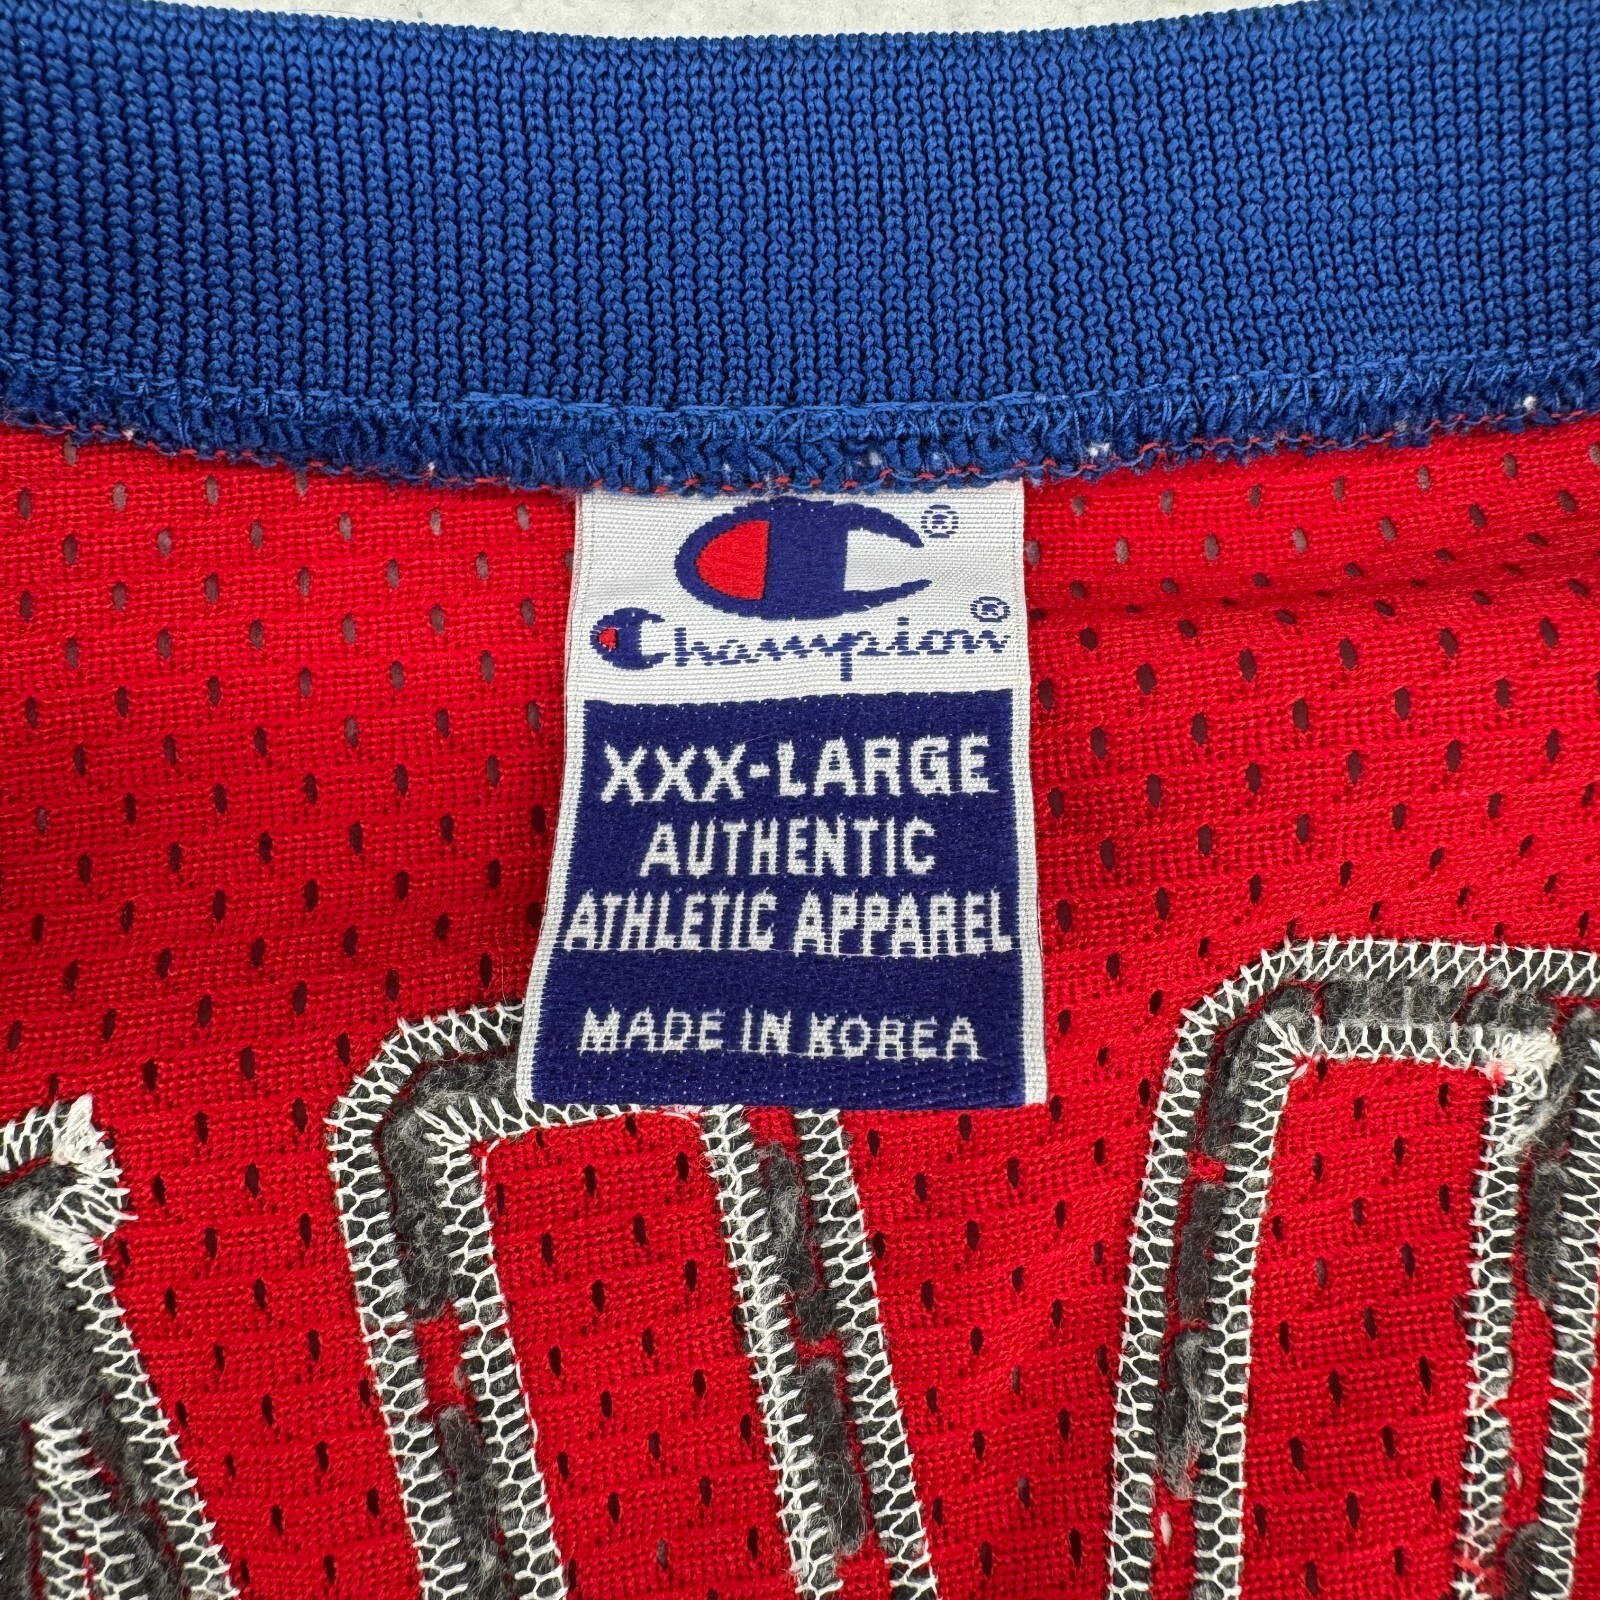 ®
Champion®
XXX-LARGE
AUTHENTIC
ATHLETIC APPAREL
MADE IN KOREA